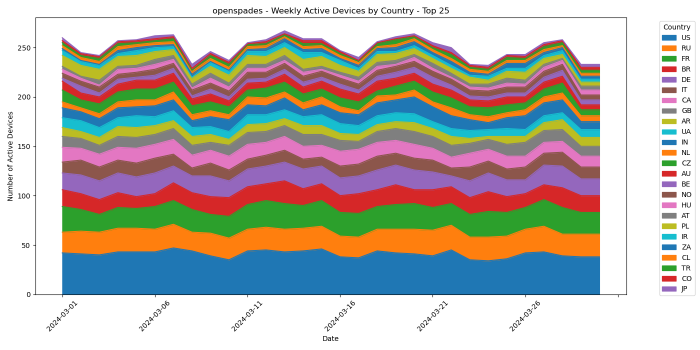 openspades - Weekly Active Devices by Country - Top 25
Number of Active Devices
250
200
150
100
50
0
2024-03-01
2024-03-06
2024-03-11
2024-03-16
2024-03-21
2024-03-26
Date
Country
US
RU
FR
BR
DE
IT
CA
GB
AR
UA
IN
NL
CZ
AU
BE
NO
HU
AT
PL
IR
ZA
CL
TR
CO
JP